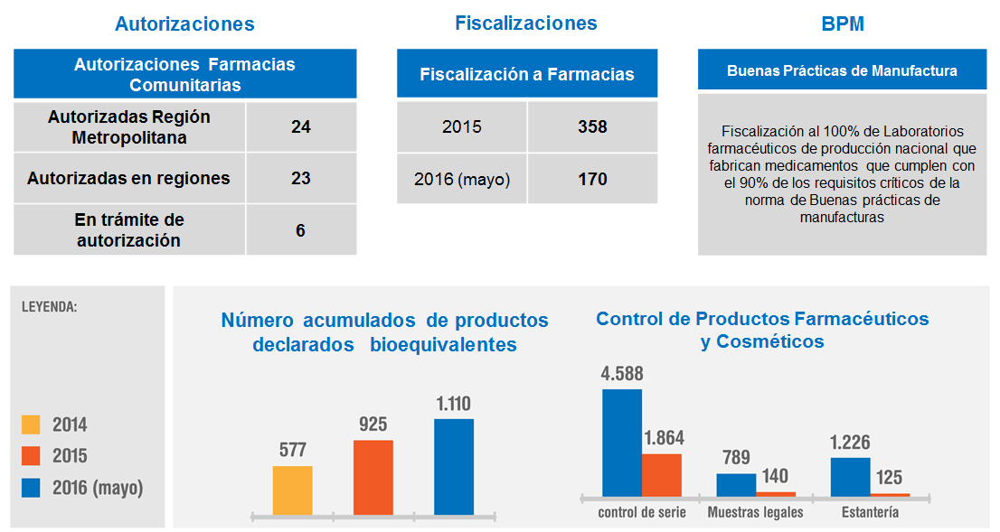 Autorizaciones
Autorizaciones Farmacias
Comunitarias
Autorizadas Región
Metropolitana
24
Autorizadas en regiones
23
En trámite de
autorización
6
Fiscalizaciones
Fiscalización a Farmacias
2015
358
2016 (mayo)
170
BPM
Buenas Prácticas de Manufactura
Fiscalización al 100% de Laboratorios
farmacéuticos de producción nacional que
fabrican medicamentos que cumplen con
el 90% de los requisitos críticos de la
norma de Buenas prácticas de
manufacturas
LEYENDA:
2014
2015
2016 (mayo)
Número acumulados de productos
declarados bioequivalentes
577
925
1.110
Control de Productos Farmacéuticos
y Cosméticos
4.588
1.864
789
140
1.226
125
control de serie
Muestras legales
Estantería